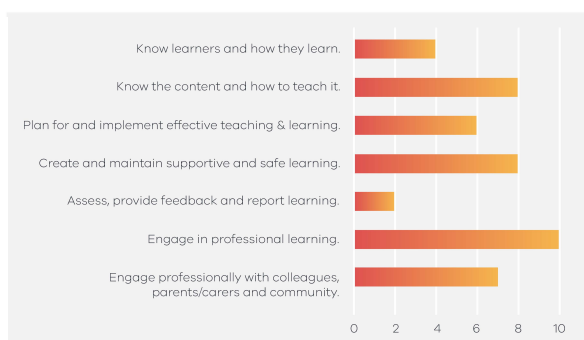 Know learners and how they learn.
Know the content and how to teach it.
Plan for and implement effective teaching & learning.
Create and maintain supportive and safe learning.
Assess, provide feedback and report learning.
Engage in professional learning.
Engage professionally with colleagues,
parents/carers and community.
0 2 4 6 8 10